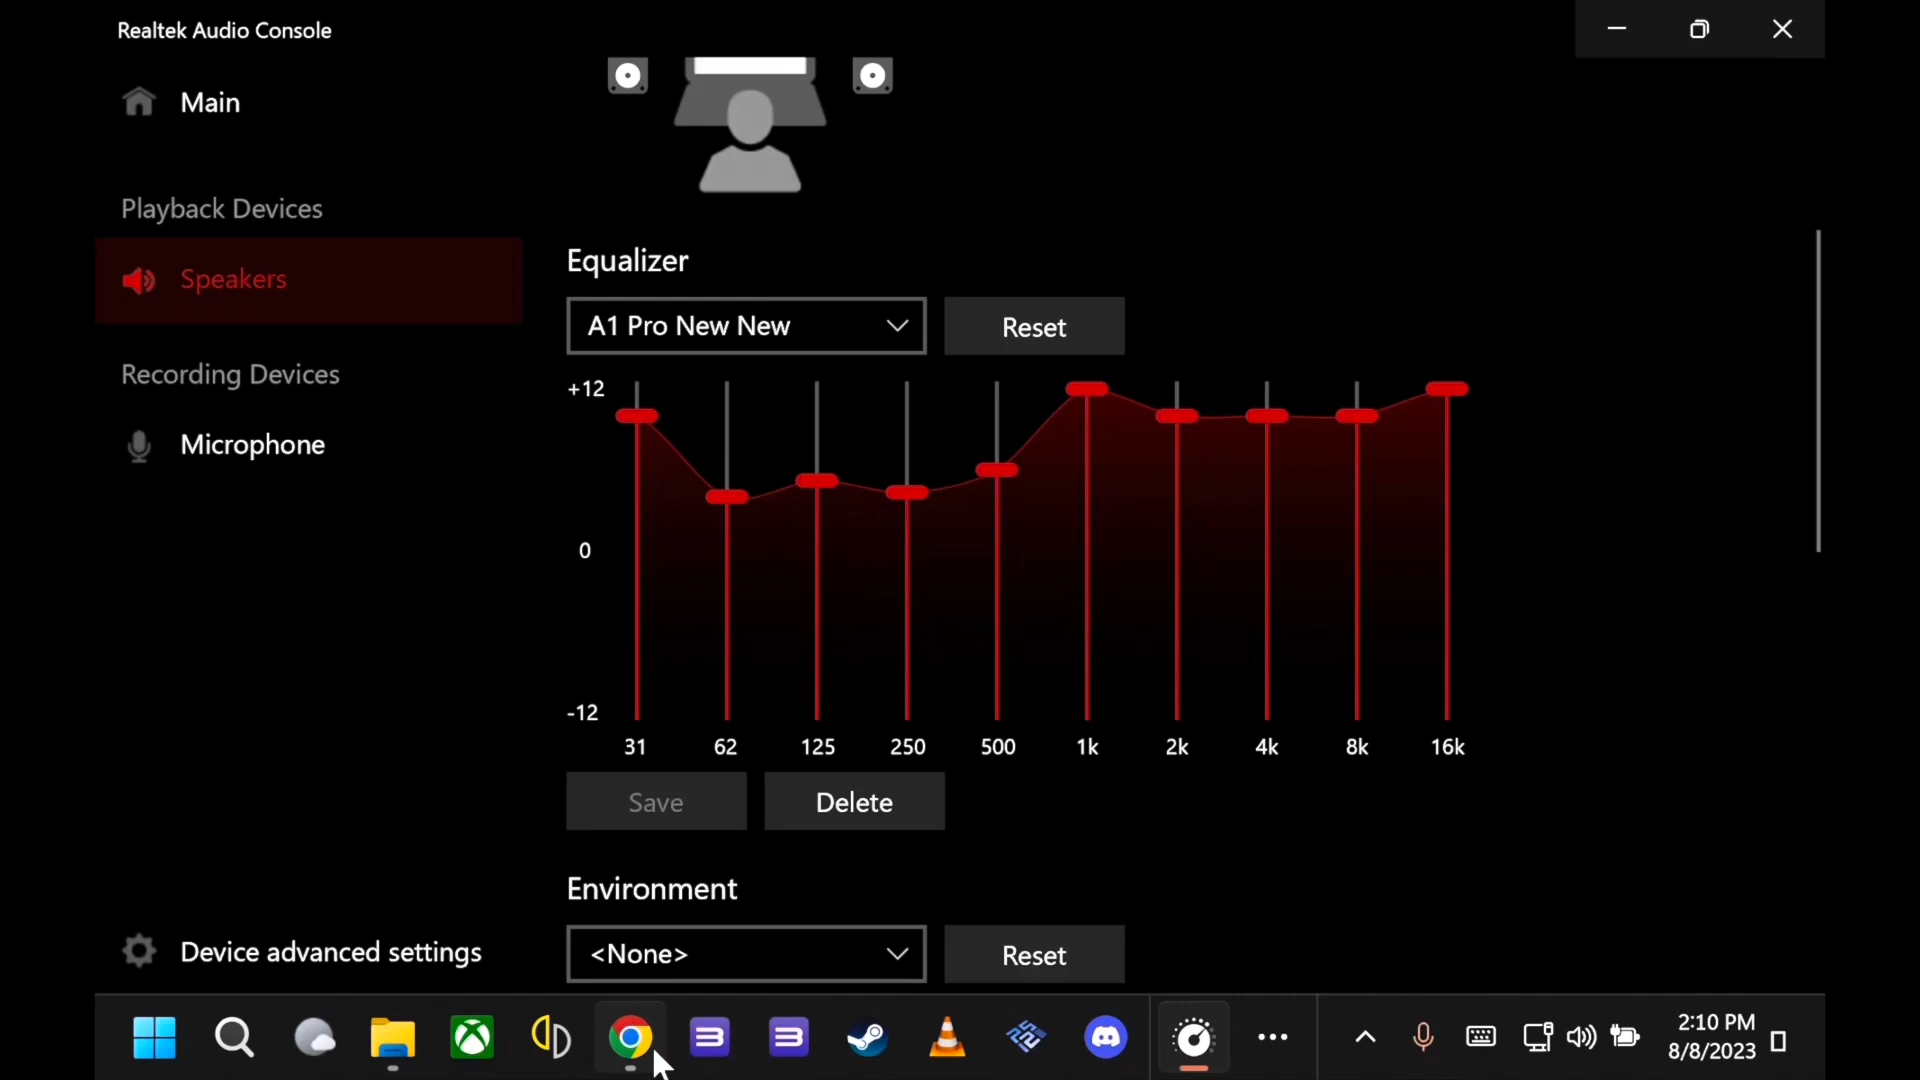 Realtek Audio Console
Main
Playback Devices
Speakers
Recording Devices
Microphone
Device advanced settings
Equalizer
A1 Pro New New
Reset
+12
0
-12
31 62 125 250 500 1k 2k 4k 8k 16k
Save Delete
Environment
<None>
Reset
2:10 PM
8/8/2023